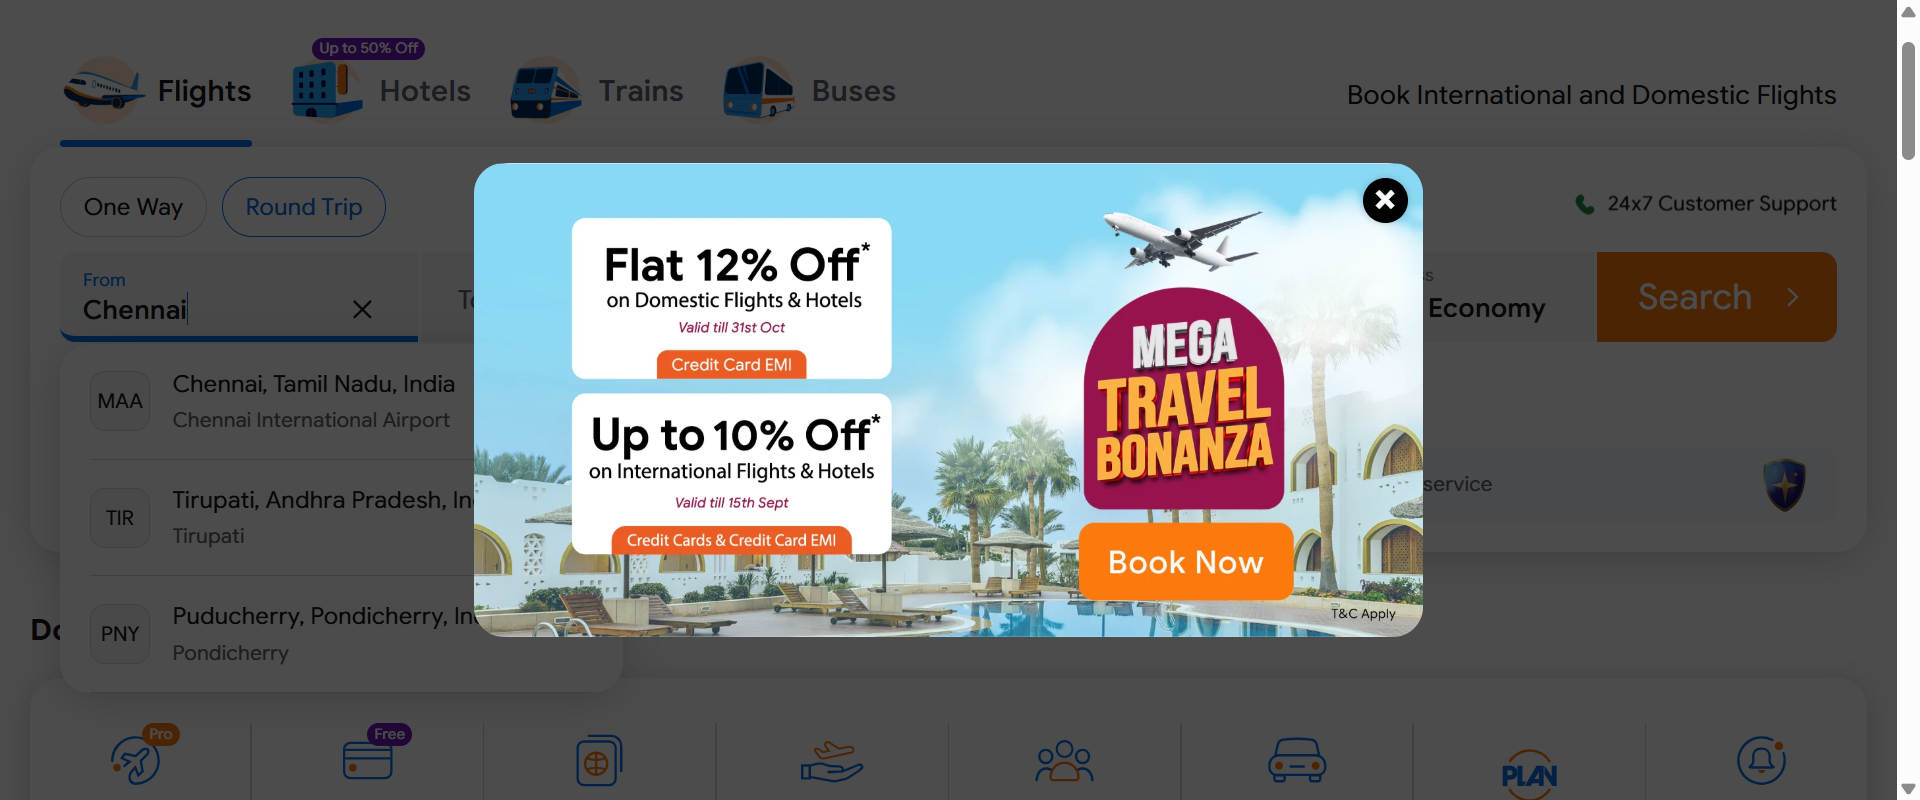 Up to 50% Off
Flights
Hotels
Trains
Buses
Book International and Domestic Flights
One Way
Round Trip
24x7 Customer Support
From
Chennai
Economy
Search
MAA
Chennai, Tamil Nadu, India
Chennai International Airport
TIR
Tirupati, Andhra Pradesh,
Tirupati
PNY
Puducherry, Pondicherry,
Pondicherry
service
Flat 12% Off*
on Domestic Flights & Hotels
Valid till 31st Oct
Credit Card EMI
Up to 10% Off*
on International Flights & Hotels
Valid till 15th Sept
Credit Cards & Credit Card EMI
MEGA
TRAVEL
BONANZA
Book Now
T&C Apply
Pro
Free
PLAN